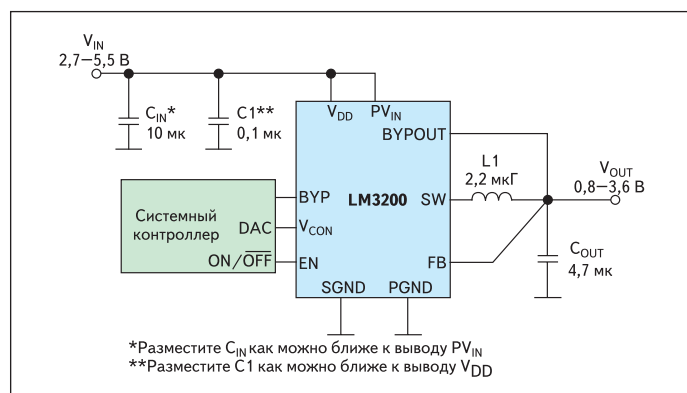 V_IN
2,7–5,5 В
C_IN*
10 мк
C1**
0,1 мк
V_DD
PV_IN
BYPOUT
L1
2,2 мкГ
V_OUT
0,8–3,6 В
Системный
контроллер
BYP
LM3200
SW
DAC
V_CON
ON/O̅F̅F̅
EN
FB
C_OUT
4,7 мк
SGND
PGND
*Разместите C_IN как можно ближе к выводу PV_IN
**Разместите C1 как можно ближе к выводу V_DD